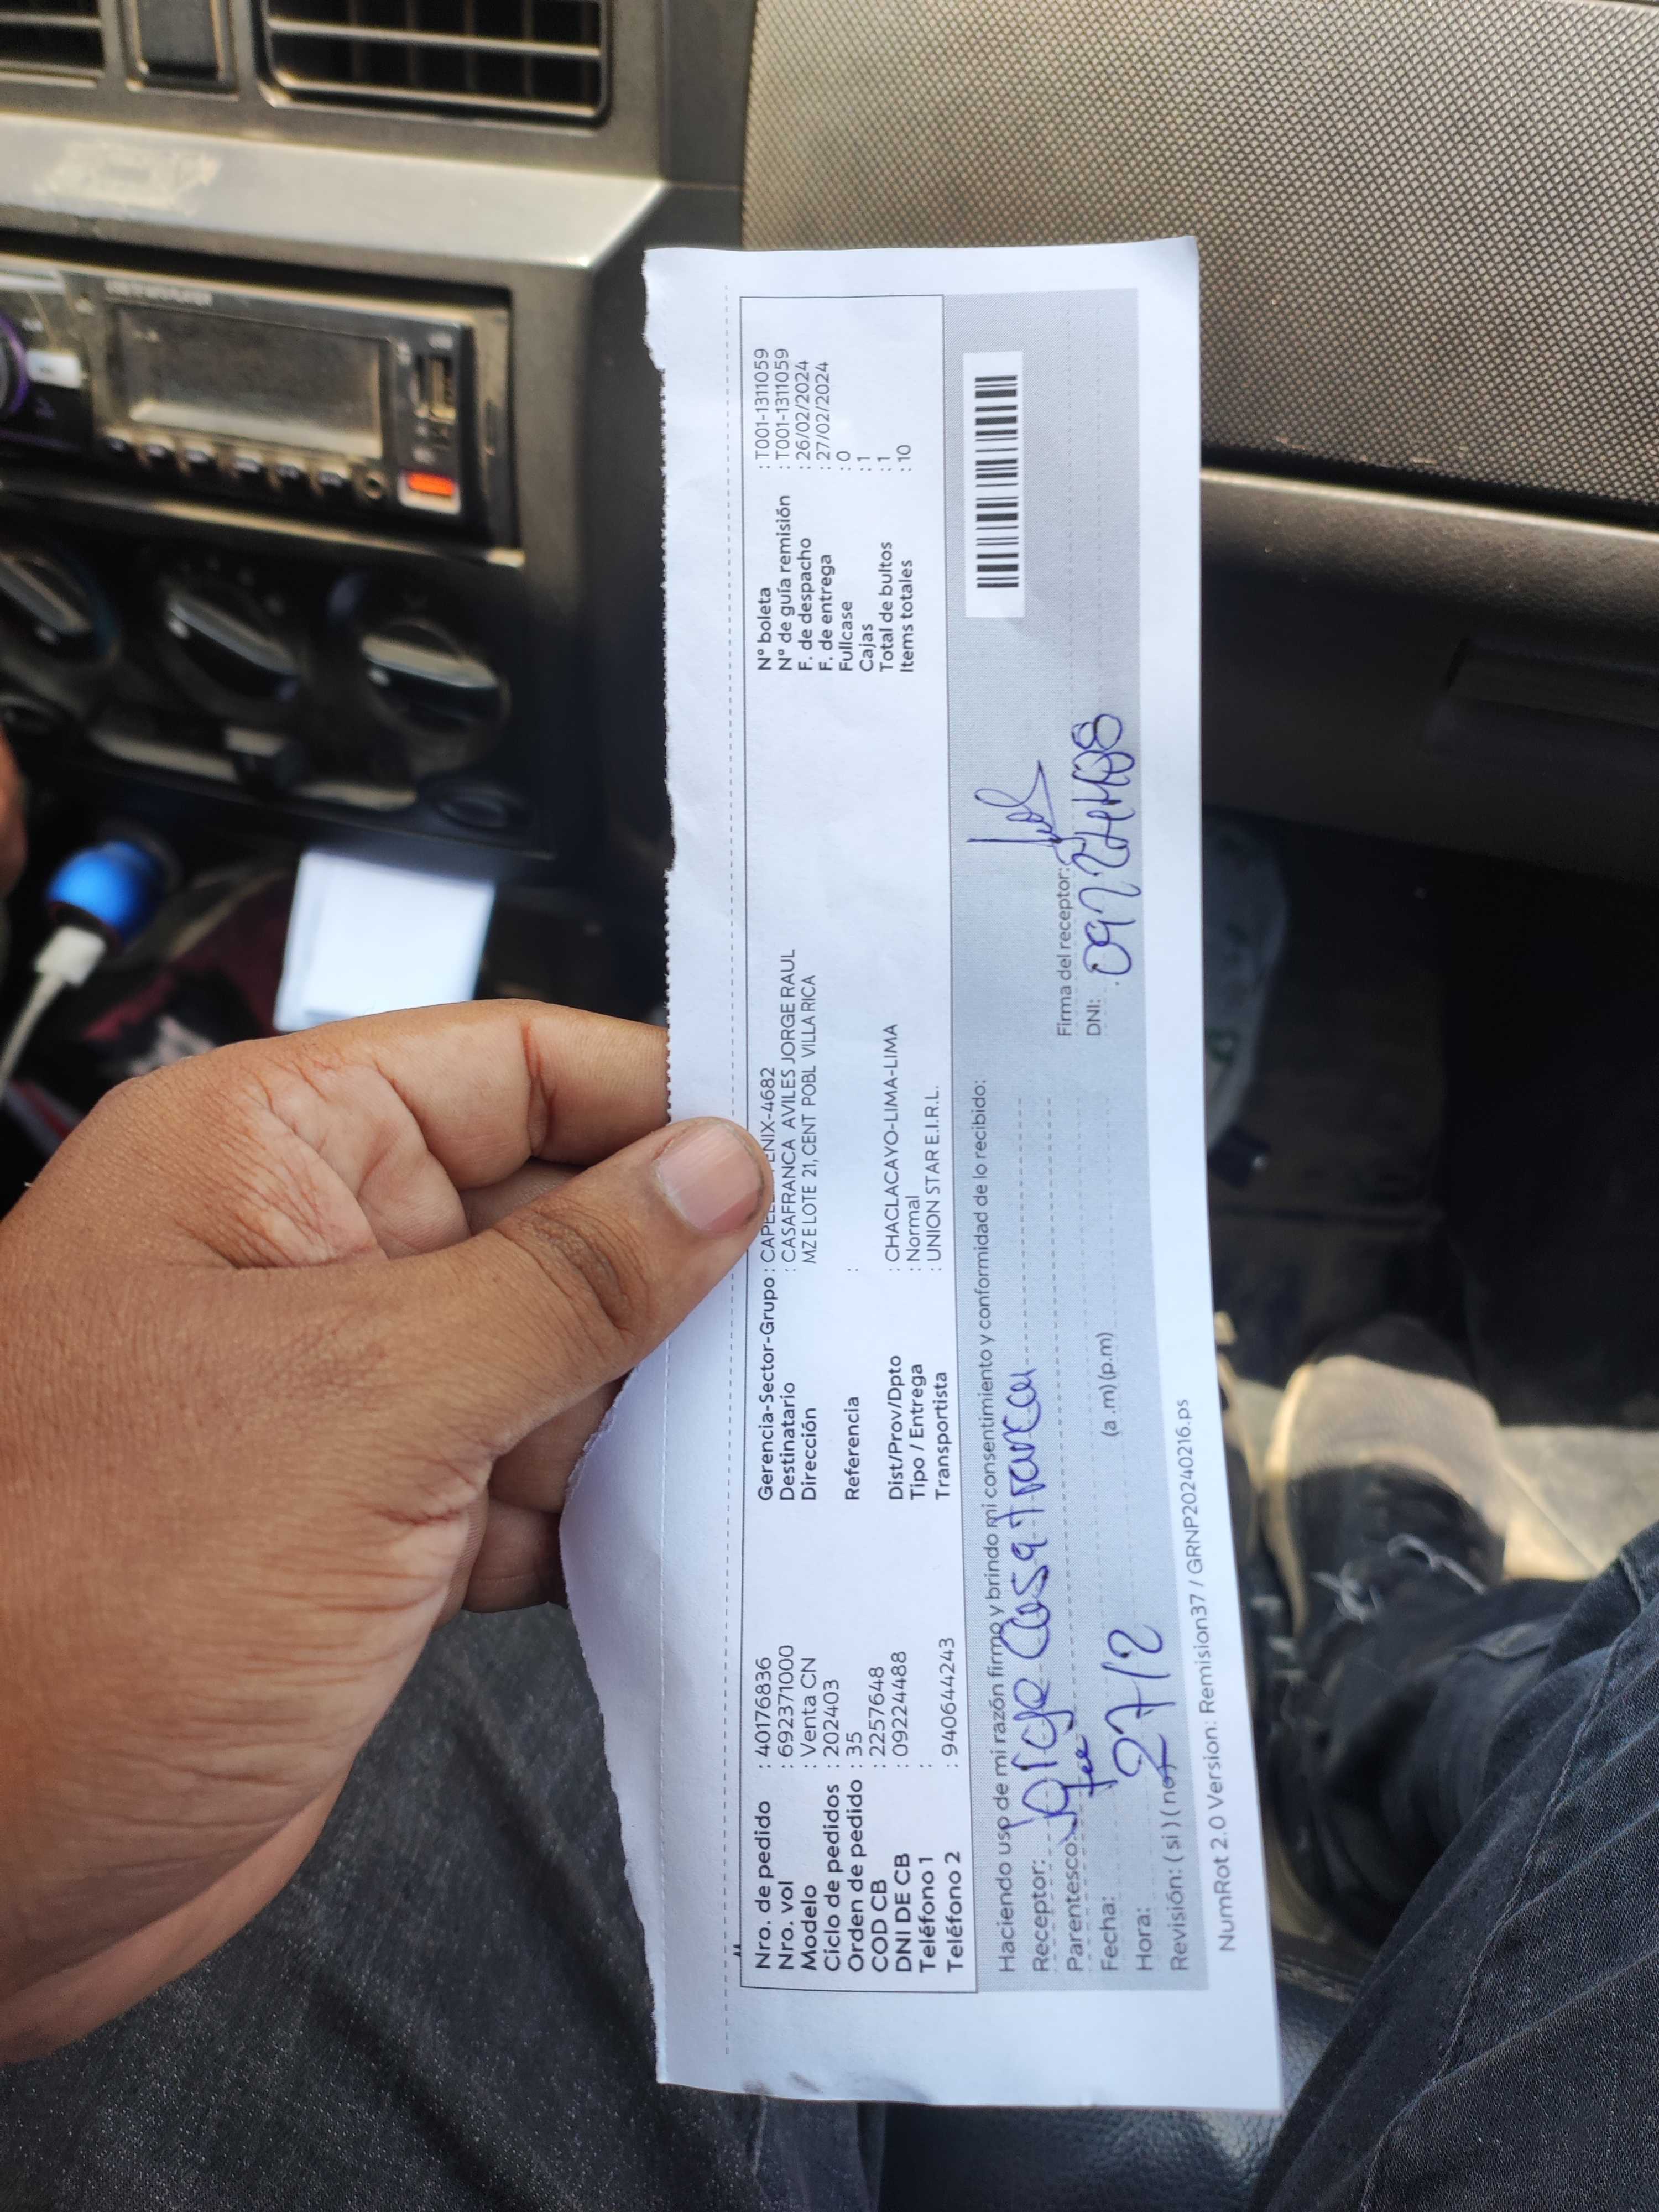 Nro. de pedido : 40176836
Nro. vol : 692371000
Modelo : Venta CN
Ciclo de pedidos : 202403
Orden de pedido : 35
COD CB : 2257648
DNI DE CB : 09224488
Teléfono 1 :
Teléfono 2 : 940644243
Gerencia-Sector-Grupo : CAPEL ENIX-4682
Destinatario : CASAFRANCA AVILES JORGE RAUL
Dirección MZ E LOTE 21, CENT POBL VILLA RICA
Referencia :
Dist/Prov/Dpto : CHACLACAYO-LIMA-LIMA
Tipo / Entrega : Normal
Transportista : UNION STAR E.I.R.L.
N° boleta : T001-1311059
N° de guía remisión : T001-1311059
F. de despacho : 26/02/2024
F. de entrega : 27/02/2024
Fullcase : 0
Cajas : 1
Total de bultos : 1
Items totales : 10
Haciendo uso de mi razón firmo y brindo mi consentimiento y conformidad de lo recibido:
Receptor: Casafranca
Parentesco:
Fecha: 27/2
Hora: (a.m) (p.m)
Revisión: ( si ) ( no )
Firma del receptor:
DNI: 09224488
NumRot 2.0 Version: Remision37 / GRNP20240216.ps